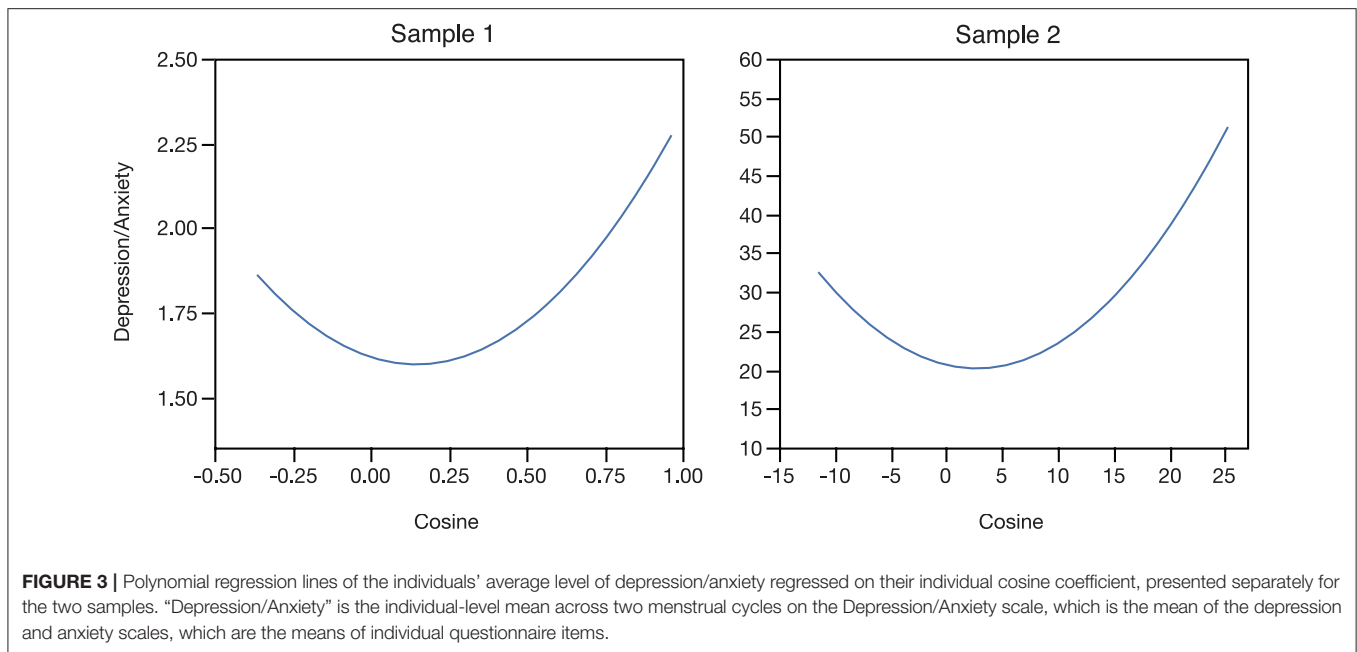 Sample 1
Sample 2
Depression/Anxiety
2.50
2.25
2.00
1.75
1.50
-0.50 -0.25 0.00 0.25 0.50 0.75 1.00
Cosine
60
55
50
45
40
35
30
25
20
15
10
-15 -10 -5 0 5 10 15 20 25
Cosine
FIGURE 3 | Polynomial regression lines of the individuals’ average level of depression/anxiety regressed on their individual cosine coefficient, presented separately for
the two samples. “Depression/Anxiety” is the individual-level mean across two menstrual cycles on the Depression/Anxiety scale, which is the mean of the depression
and anxiety scales, which are the means of individual questionnaire items.